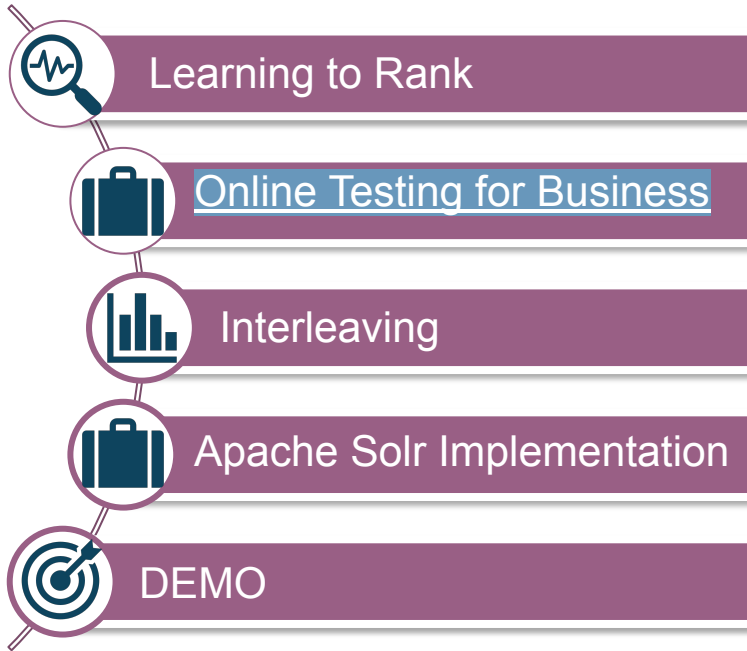 Learning to Rank
Online Testing for Business
Interleaving
Apache Solr Implementation
DEMO